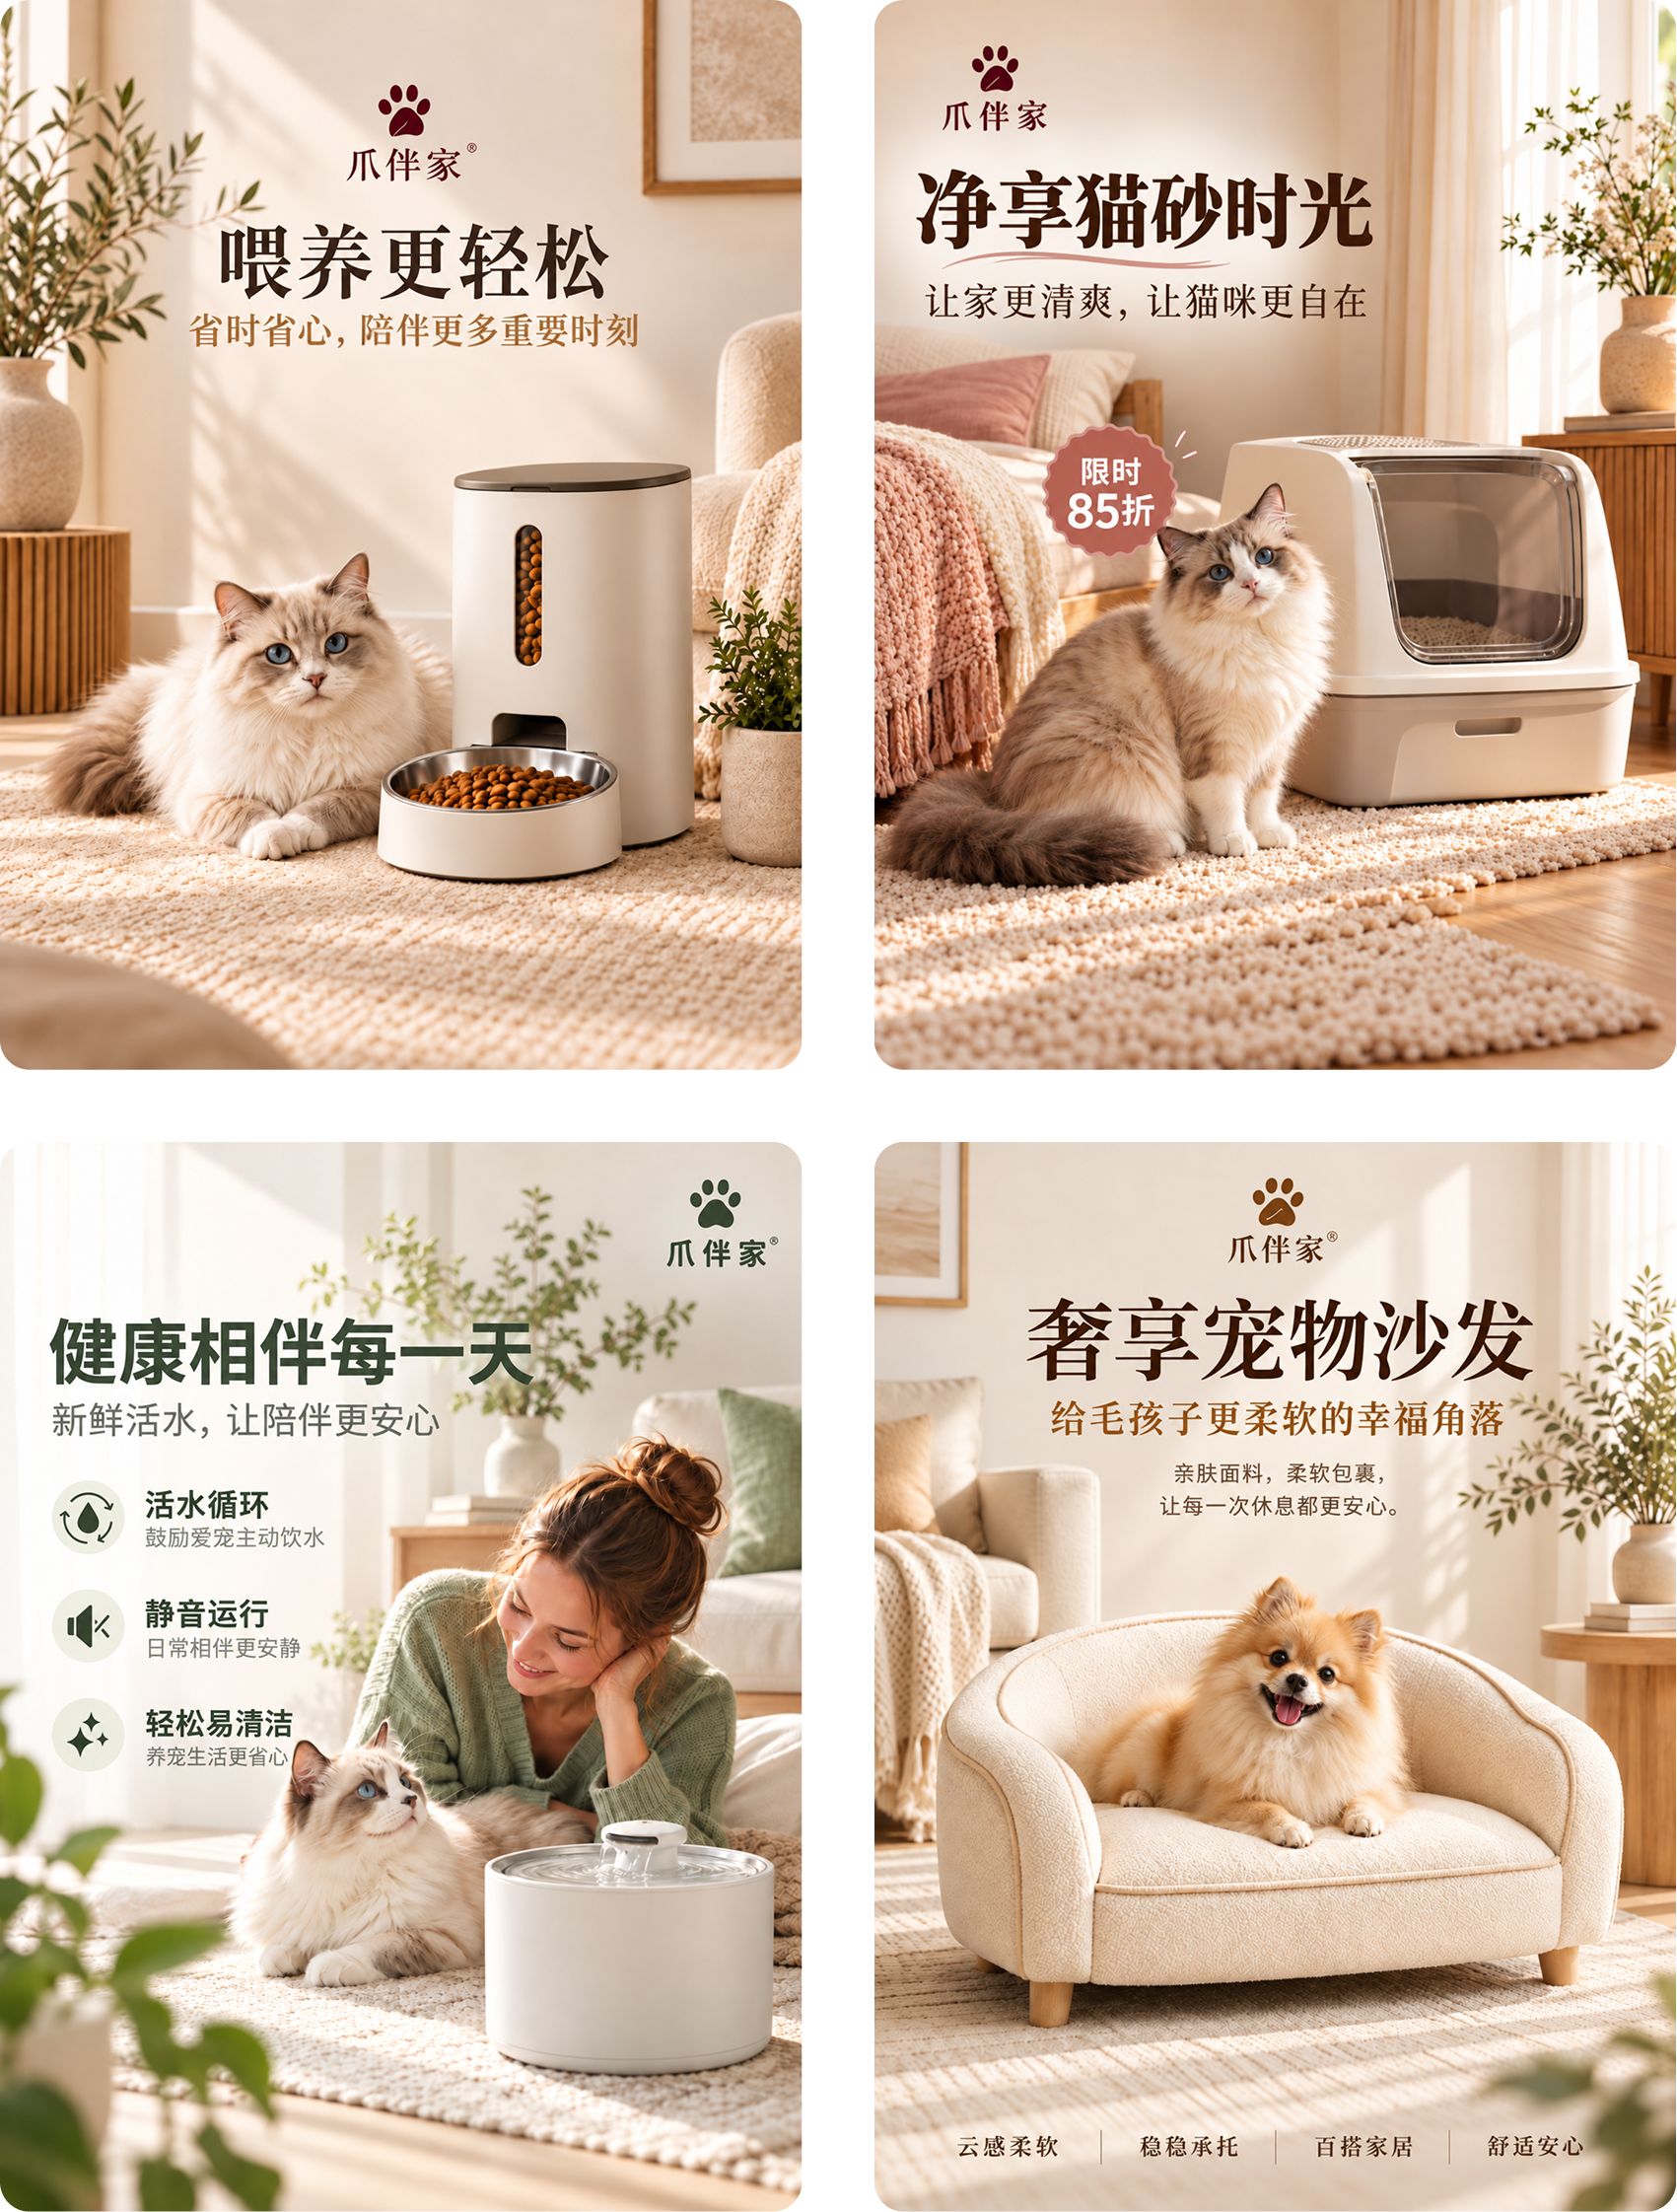 爪伴家®
喂养更轻松
省时省心，陪伴更多重要时刻
爪伴家
净享猫砂时光
让家更清爽，让猫咪更自在
限时
85折
爪伴家®
健康相伴每一天
新鲜活水，让陪伴更安心
活水循环
鼓励爱宠主动饮水
静音运行
日常相伴更安静
轻松易清洁
养宠生活更省心
爪伴家®
奢享宠物沙发
给毛孩子更柔软的幸福角落
亲肤面料，柔软包裹，
让每一次休息都更安心。
云感柔软 稳稳承托 百搭家居 舒适安心